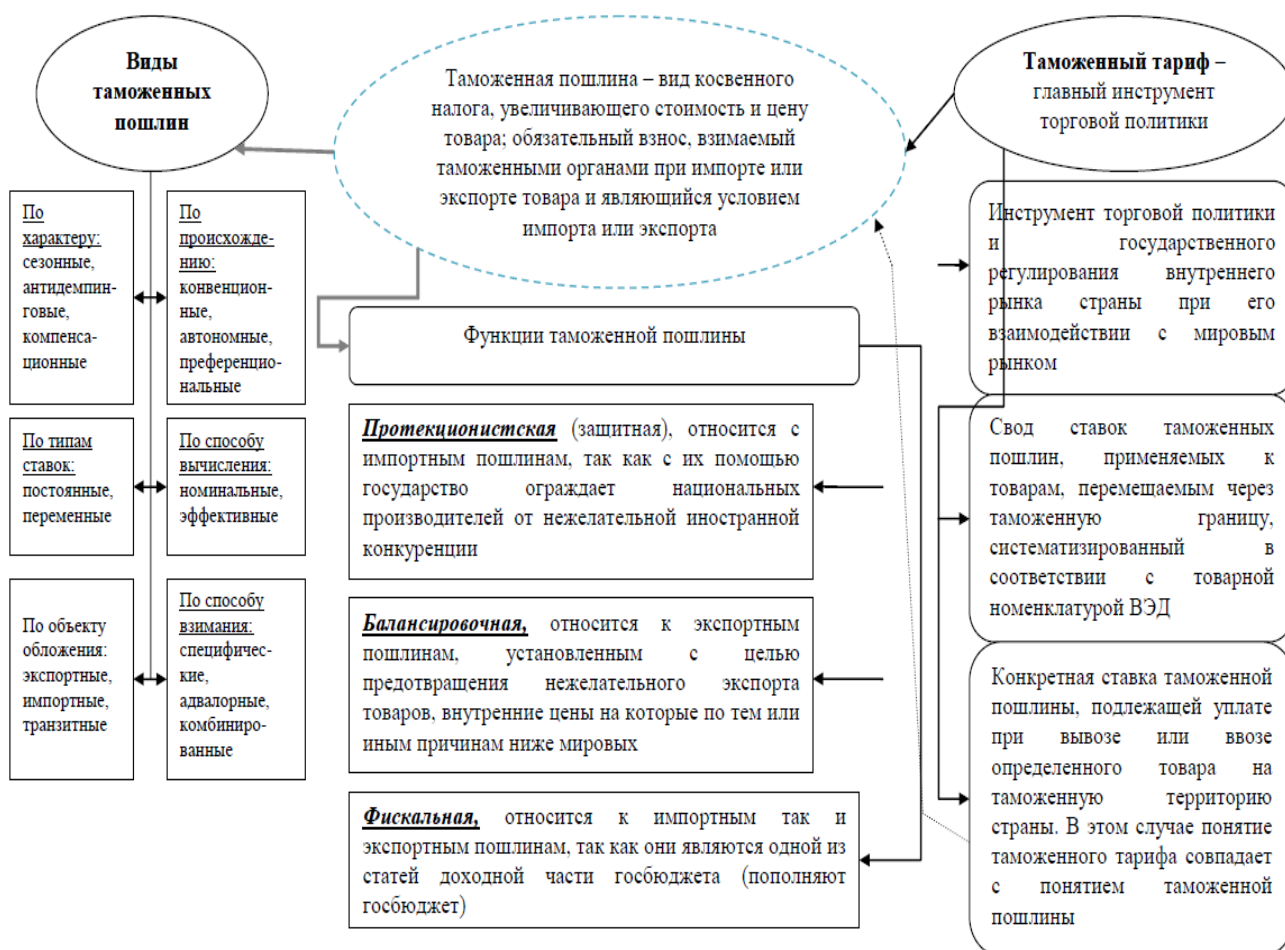 Виды
таможенных
пошлин
Таможенная пошлина – вид косвенного
налога, увеличивающего стоимость и цену
товара; обязательный взнос, взимаемый
таможенными органами при импорте или
экспорте товара и являющийся условием
импорта или экспорта
Таможенный тариф –
главный инструмент
торговой политики
По
характеру:
сезонные,
антидемпин-
говые,
компенса-
ционные
По
происхожде-
нию:
конвенцион-
ные,
автономные,
преференцио-
нальные
По типам
ставок:
постоянные,
переменные
По способу
вычисления:
номинальные,
эффективные
По объекту
обложения:
экспортные,
импортные,
транзитные
По способу
взимания:
специфичес-
кие,
адвалорные,
комбиниро-
ванные
Функции таможенной пошлины
Протекционистская (защитная), относится с
импортным пошлинам, так как с их помощью
государство ограждает национальных
производителей от нежелательной иностранной
конкуренции
Балансировочная, относится к экспортным
пошлинам, установленным с целью
предотвращения нежелательного экспорта
товаров, внутренние цены на которые по тем или
иным причинам ниже мировых
Фискальная, относится к импортным так и
экспортным пошлинам, так как они являются одной из
статей доходной части госбюджета (пополняют
госбюджет)
Инструмент торговой политики
и государственного
регулирования внутреннего
рынка страны при его
взаимодействии с мировым
рынком
Свод ставок таможенных
пошлин, применяемых к
товарам, перемещаемым через
таможенную границу,
систематизированный в
соответствии с товарной
номенклатурой ВЭД
Конкретная ставка таможенной
пошлины, подлежащей уплате
при вывозе или ввозе
определенного товара на
таможенную территорию
страны. В этом случае понятие
таможенного тарифа совпадает
с понятием таможенной
пошлины